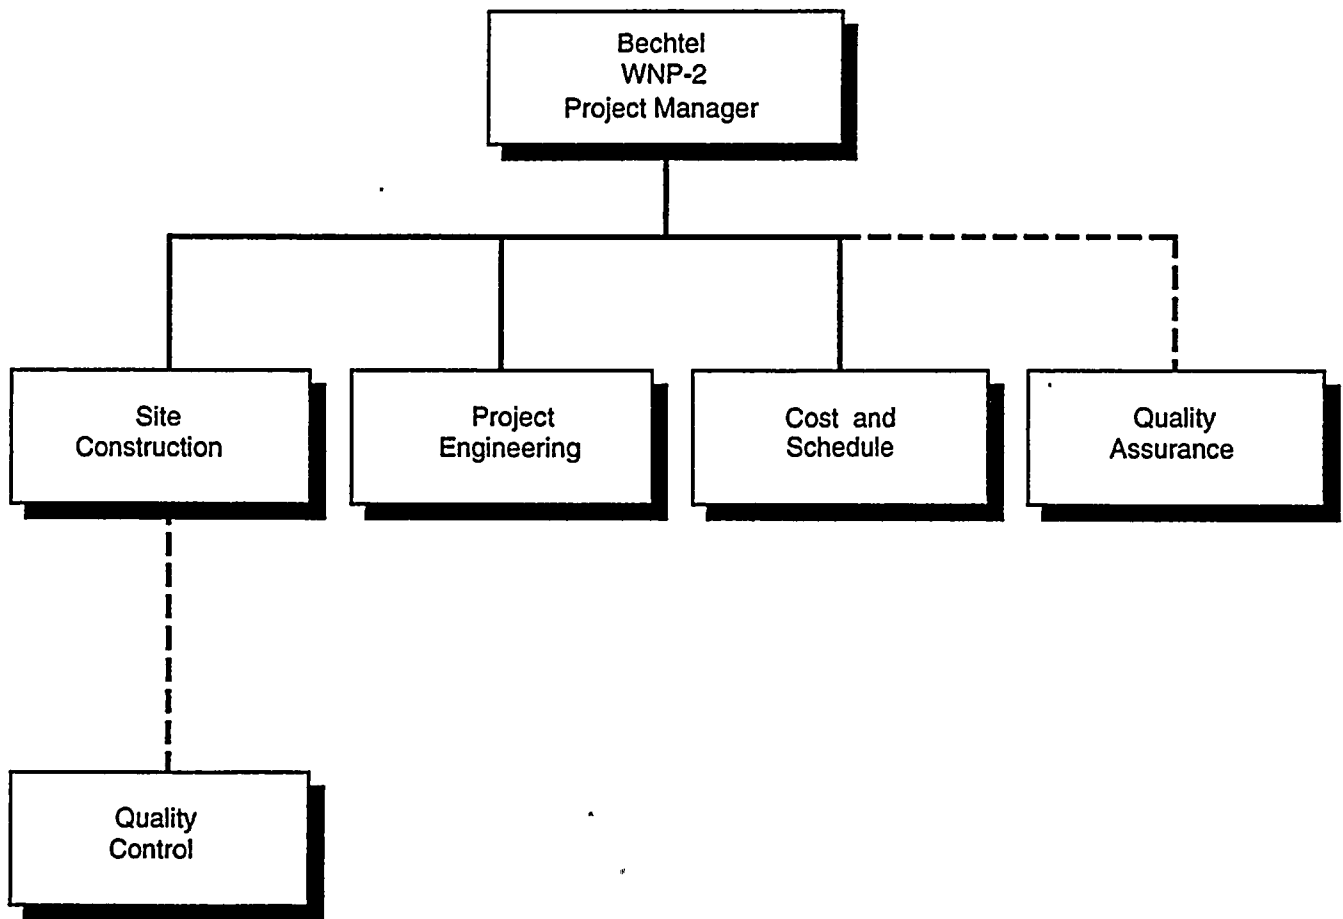 Bechtel
WNP-2
Project Manager
Site
Construction
Project
Engineering
Cost and
Schedule
Quality
Assurance
Quality
Control